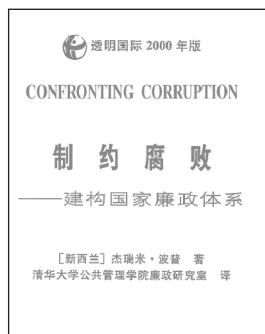 透明国际 2000 年版
CONFRONTING CORRUPTION
制 约 腐 败
——建构国家廉政体系
[新西兰] 杰瑞米·波普 著
清华大学公共管理学院廉政研究室 译